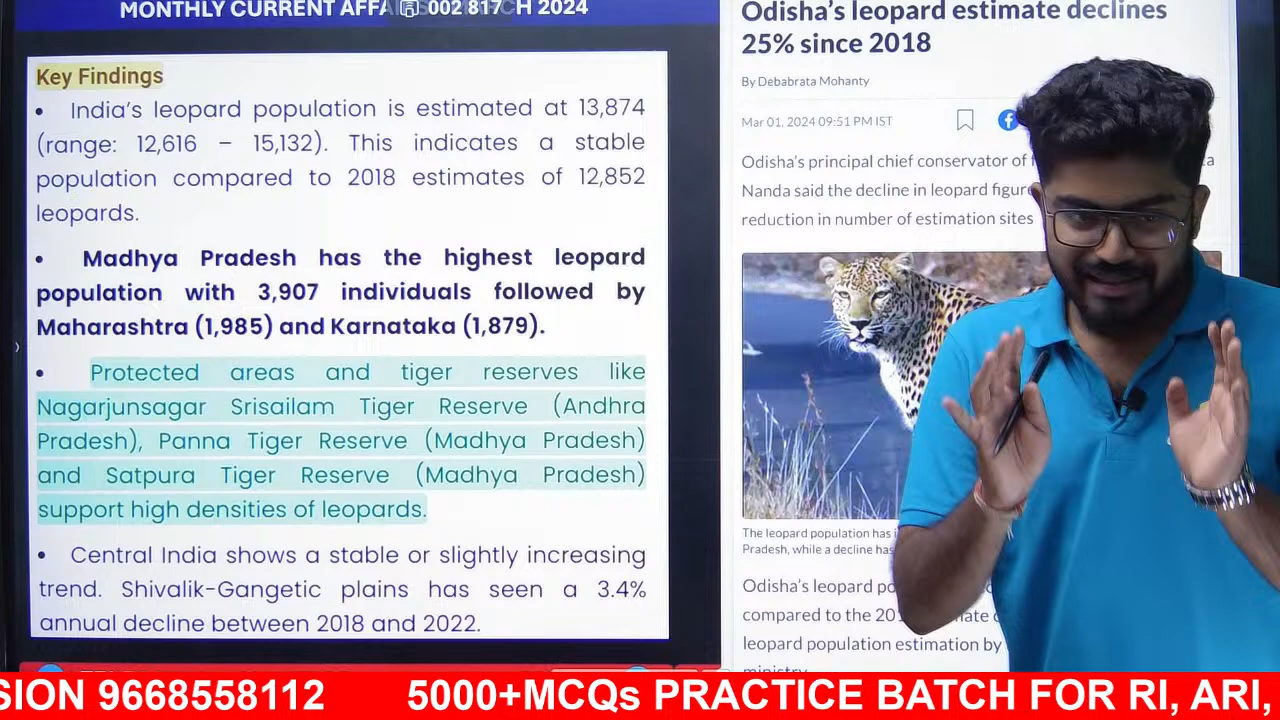 MONTHLY CURRENT AFFA
002 817
CH 2024
Key Findings
• India’s leopard population is estimated at 13,874
(range: 12,616 – 15,132). This indicates a stable
population compared to 2018 estimates of 12,852
leopards.
• Madhya Pradesh has the highest leopard
population with 3,907 individuals followed by
Maharashtra (1,985) and Karnataka (1,879).
• Protected areas and tiger reserves like
Nagarjunsagar Srisailam Tiger Reserve (Andhra
Pradesh), Panna Tiger Reserve (Madhya Pradesh)
and Satpura Tiger Reserve (Madhya Pradesh)
support high densities of leopards.
• Central India shows a stable or slightly increasing
trend. Shivalik-Gangetic plains has seen a 3.4%
annual decline between 2018 and 2022.
Odisha’s leopard estimate declines
25% since 2018
By Debabrata Mohanty
Mar 01, 2024 09:51 PM IST
Odisha’s principal chief conservator of
Nanda said the decline in leopard figure
reduction in number of estimation sites
The leopard population has i
Pradesh, while a decline has
Odisha’s leopard po
compared to the 20
leopard population estimation by
ministry
SION 9668558112 5000+MCQs PRACTICE BATCH FOR RI, ARI,